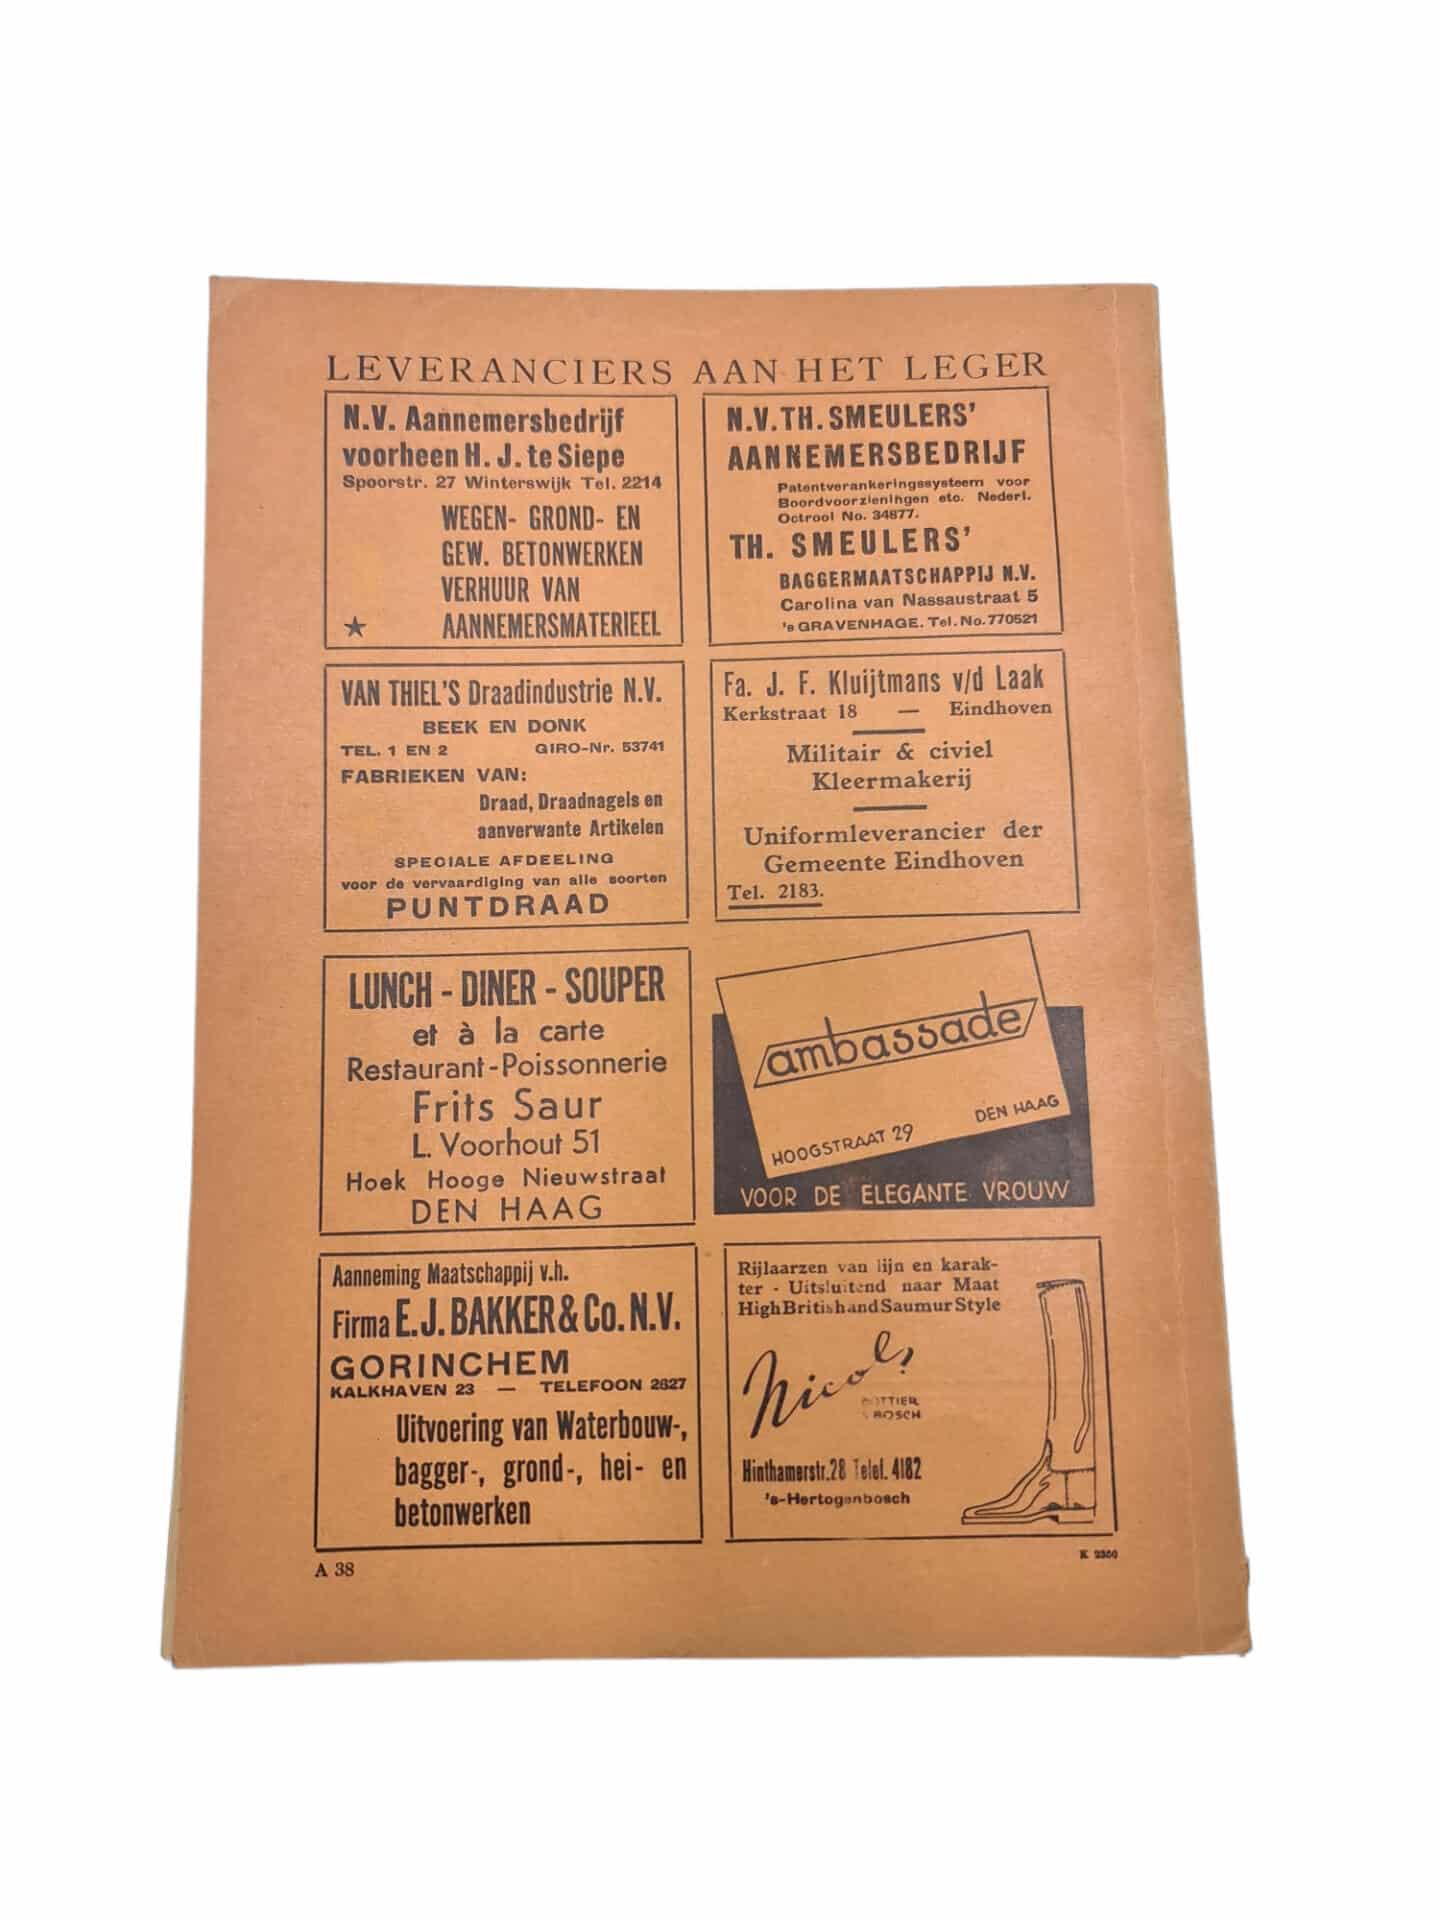 LEVERANCIERS AAN HET LEGER
N.V. Aannemersbedrijf
voorheen H. J. te Siepe
Spoorstr. 27 Winterswijk Tel. 2214
WEGEN- GROND- EN
GEW. BETONWERKEN
VERHUUR VAN
★ AANNEMERSMATERIEEL
N.V. TH. SMEULERS'
AANNEMERSBEDRIJF
Patentverankeringssysteem voor
Boordvoorzieningen etc. Nederl.
Octrooi No. 34877.
TH. SMEULERS'
BAGGERMAATSCHAPPIJ N.V.
Carolina van Nassaustraat 5
's GRAVENHAGE. Tel. No. 770521
VAN THIEL'S Draadindustrie N.V.
BEEK EN DONK
TEL. 1 EN 2 GIRO-Nr. 53741
FABRIEKEN VAN:
Draad, Draadnagels en
aanverwante Artikelen
SPECIALE AFDEELING
voor de vervaardiging van alle soorten
PUNTDRAAD
Fa. J. F. Kluijtmans v/d Laak
Kerkstraat 18 — Eindhoven
Militair & civiel
Kleermakerij
Uniformleverancier der
Gemeente Eindhoven
Tel. 2183.
LUNCH - DINER - SOUPER
et à la carte
Restaurant-Poissonnerie
Frits Saur
L. Voorhout 51
Hoek Hooge Nieuwstraat
DEN HAAG
ambassade
HOOGSTRAAT 29 DEN HAAG
VOOR DE ELEGANTE VROUW
Aanneming Maatschappij v.h.
Firma E.J. BAKKER & Co. N.V.
GORINCHEM
KALKHAVEN 23 — TELEFOON 2627
Uitvoering van Waterbouw-,
bagger-, grond-, hei- en
betonwerken
Rijlaarzen van lijn en karak-
ter - Uitsluitend naar Maat
High British and Saumur Style
Nicols
BOTTIER
BOSCH
Hinthamerstr. 28 Telef. 4182
's-Hertogenbosch
A 38
K 2350